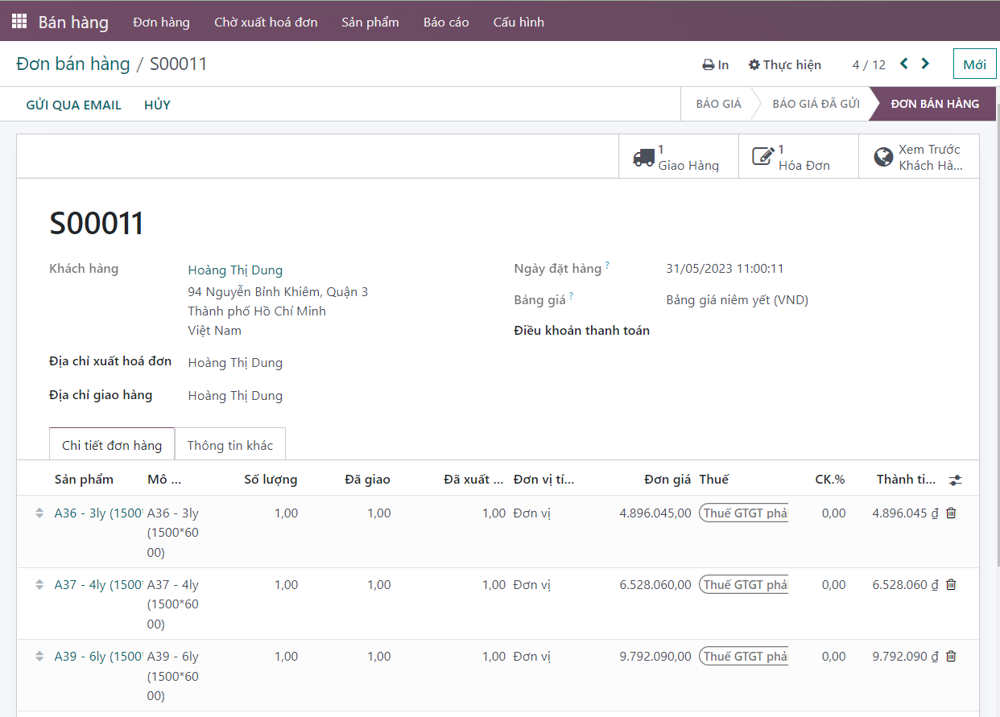 Bán hàng Đơn hàng Chờ xuất hoá đơn Sản phẩm Báo cáo Cấu hình
Đơn bán hàng / S00011 In Thực hiện 4 / 12 Mới
GỬI QUA EMAIL HỦY BÁO GIÁ BÁO GIÁ ĐÃ GỬI ĐƠN BÁN HÀNG
1
Giao Hàng
1
Hóa Đơn
Xem Trước
Khách Hà...
S00011
Khách hàng Hoàng Thị Dung
94 Nguyễn Bỉnh Khiêm, Quận 3
Thành phố Hồ Chí Minh
Việt Nam
Địa chỉ xuất hoá đơn Hoàng Thị Dung
Địa chỉ giao hàng Hoàng Thị Dung
Ngày đặt hàng ? 31/05/2023 11:00:11
Bảng giá ? Bảng giá niêm yết (VND)
Điều khoản thanh toán
Chi tiết đơn hàng Thông tin khác
Sản phẩm Mô ... Số lượng Đã giao Đã xuất ... Đơn vị tí... Đơn giá Thuế CK.% Thành ti...
A36 - 3ly (1500* A36 - 3ly 1,00 1,00 1,00 Đơn vị 4.896.045,00 Thuế GTGT phải 0,00 4.896.045 ₫
(1500*60
00)
A37 - 4ly (1500* A37 - 4ly 1,00 1,00 1,00 Đơn vị 6.528.060,00 Thuế GTGT phải 0,00 6.528.060 ₫
(1500*60
00)
A39 - 6ly (1500* A39 - 6ly 1,00 1,00 1,00 Đơn vị 9.792.090,00 Thuế GTGT phải 0,00 9.792.090 ₫
(1500*60
00)